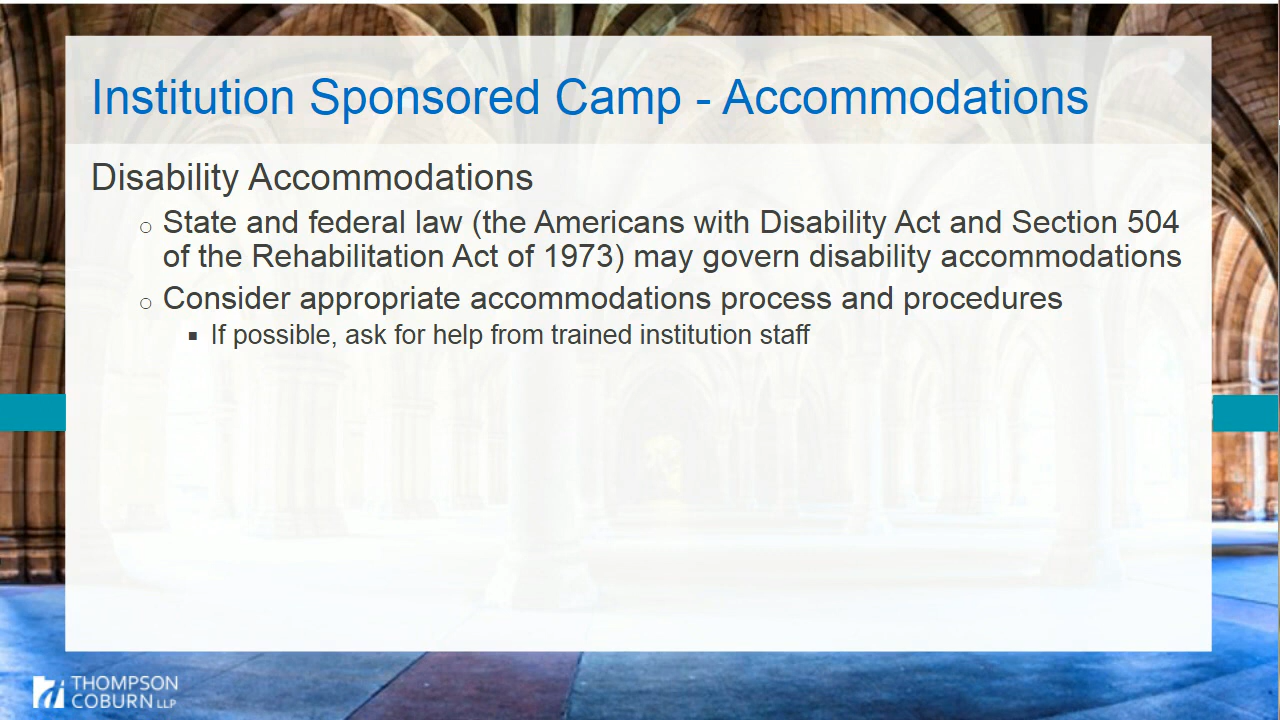 Institution Sponsored Camp - Accommodations
Disability Accommodations
○ State and federal law (the Americans with Disability Act and Section 504
of the Rehabilitation Act of 1973) may govern disability accommodations
○ Consider appropriate accommodations process and procedures
▪ If possible, ask for help from trained institution staff
THOMPSON
COBURN LLP